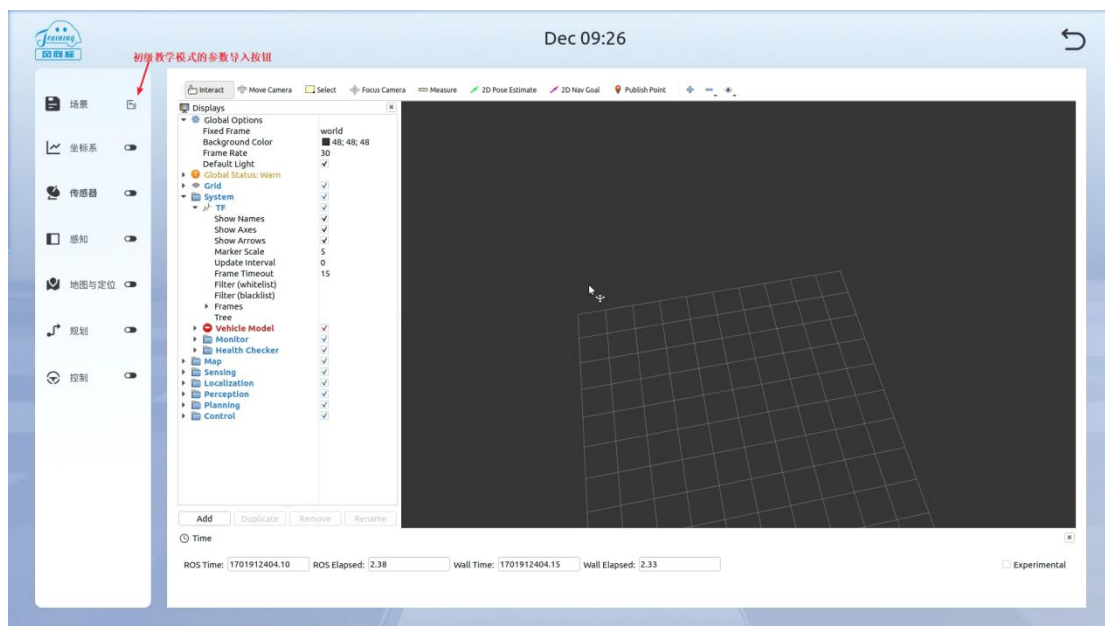 Training
风向标
Dec 09:26
初级教学模式的参数导入按钮
场景
坐标系
传感器
感知
地图与定位
规划
控制
Interact Move Camera Select Focus Camera Measure 2D Pose Estimate 2D Nav Goal Publish Point
Displays
Global Options
Fixed Frame world
Background Color 48; 48; 48
Frame Rate 30
Default Light
Global Status: Warn
Grid
System
TF
Show Names
Show Axes
Show Arrows
Marker Scale 5
Update Interval 0
Frame Timeout 15
Filter (whitelist)
Filter (blacklist)
Frames
Tree
Vehicle Model
Monitor
Health Checker
Map
Sensing
Localization
Perception
Planning
Control
Add Duplicate Remove Rename
Time
ROS Time: 1701912404.10 ROS Elapsed: 2.38 Wall Time: 1701912404.15 Wall Elapsed: 2.33 Experimental